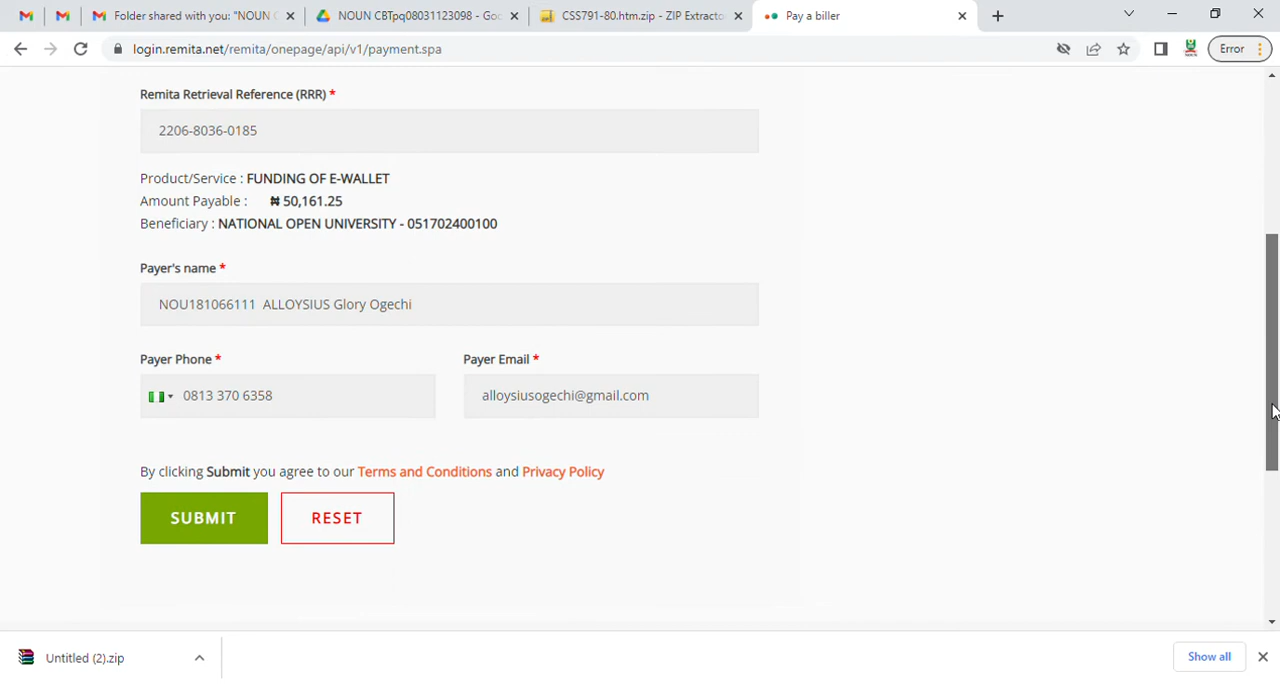 Folder shared with you: "NOUN C
NOUN CBTpq08031123098 - Goo
CSS791-80.htm.zip - ZIP Extracto
Pay a biller
login.remita.net/remita/onepage/api/v1/payment.spa
Error
Remita Retrieval Reference (RRR) *
2206-8036-0185
Product/Service : FUNDING OF E-WALLET
Amount Payable : ₦ 50,161.25
Beneficiary : NATIONAL OPEN UNIVERSITY - 051702400100
Payer's name *
NOU181066111 ALLOYSIUS Glory Ogechi
Payer Phone * Payer Email *
0813 370 6358 alloysiusogechi@gmail.com
By clicking Submit you agree to our Terms and Conditions and Privacy Policy
SUBMIT RESET
Untitled (2).zip
Show all